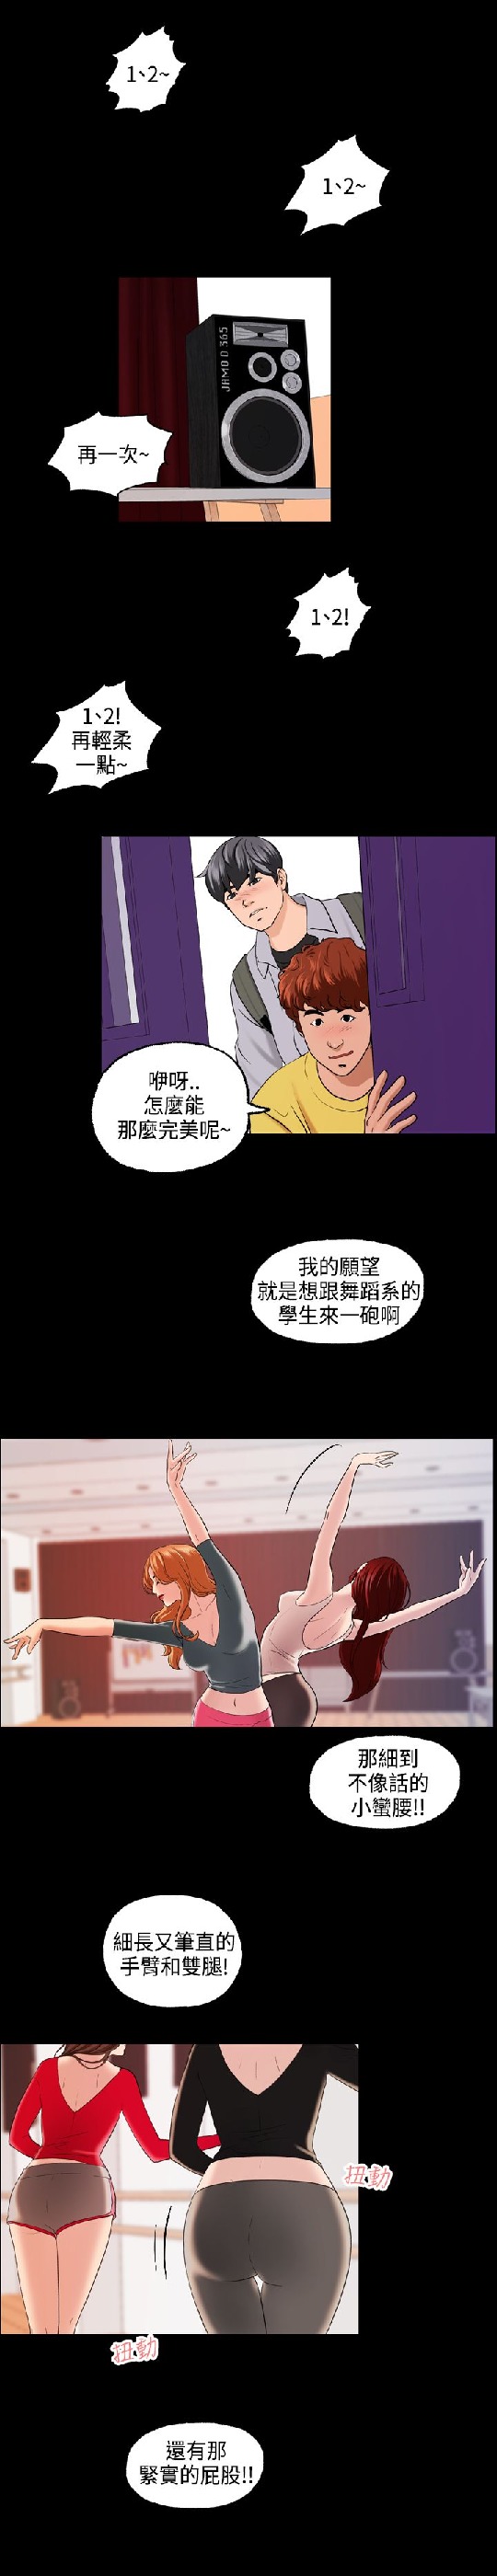 1、2~
1、2~
JAMO D.365
再一次~
1、2!
1、2!
再輕柔
一點~
咿呀..
怎麼能
那麼完美呢~
我的願望
就是想跟舞蹈系的
學生來一砲啊
那細到
不像話的
小蠻腰!!
細長又筆直的
手臂和雙腿!
扭動
扭動
還有那
緊實的屁股!!